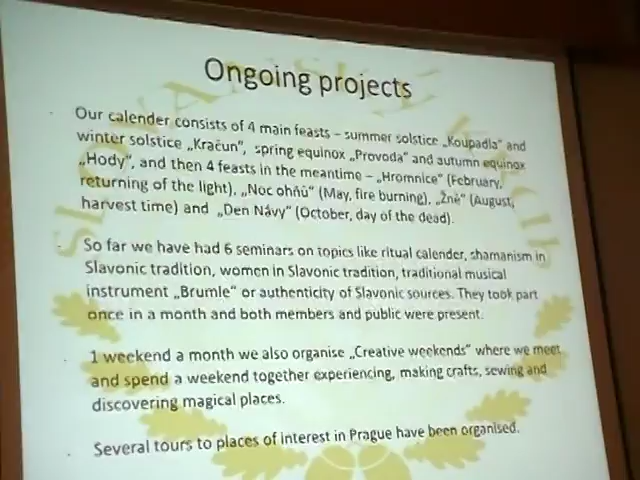 Ongoing projects
Our calender consists of 4 main feasts – summer solstice „Koupadla" and
winter solstice „Kračun", spring equinox „Provoda" and autumn equinox
„Hody", and then 4 feasts in the meantime – „Hromnice" (February,
returning of the light), „Noc ohňů" (May, fire burning), „Žně" (August,
harvest time) and „Den Návy" (October, day of the dead).
So far we have had 6 seminars on topics like ritual calender, shamanism in
Slavonic tradition, women in Slavonic tradition, traditional musical
instrument „Brumle" or authenticity of Slavonic sources. They took part
once in a month and both members and public were present.
1 weekend a month we also organise „Creative weekends" where we meet
and spend a weekend together experiencing, making crafts, sewing and
discovering magical places.
Several tours to places of interest in Prague have been organised.